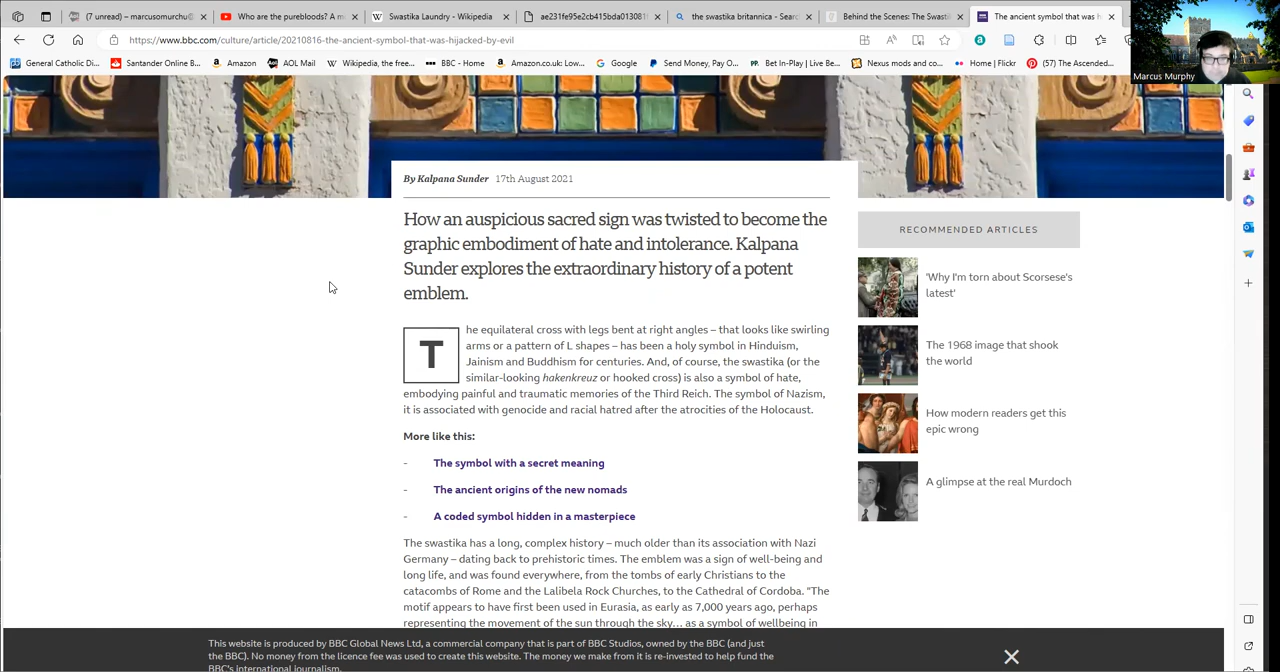 (7 unread) – marcusomurchu@
Who are the purebloods? A m
Swastika Laundry - Wikipedia
the swastika britannica - Sear
Behind the Scenes: The Swasti
The ancient symbol that was h
https://www.bbc.com/culture/article/20210816-the-ancient-symbol-that-was-hijacked-by-evil
General Catholic Di...
Santander Online B...
Amazon
AOL Mail
Wikipedia, the free...
BBC - Home
Amazon.co.uk: Low...
Google
Send Money, Pay O...
Bet In-Play | Live Be...
Nexus mods and co...
Home | Flickr
(57) The Ascended...
Marcus Murphy
By Kalpana Sunder 17th August 2021
How an auspicious sacred sign was twisted to become the
graphic embodiment of hate and intolerance. Kalpana
Sunder explores the extraordinary history of a potent
emblem.
The equilateral cross with legs bent at right angles – that looks like swirling
arms or a pattern of L shapes – has been a holy symbol in Hinduism,
Jainism and Buddhism for centuries. And, of course, the swastika (or the
similar-looking hakenkreuz or hooked cross) is also a symbol of hate,
embodying painful and traumatic memories of the Third Reich. The symbol of Nazism,
it is associated with genocide and racial hatred after the atrocities of the Holocaust.
More like this:
- The symbol with a secret meaning
- The ancient origins of the new nomads
- A coded symbol hidden in a masterpiece
The swastika has a long, complex history – much older than its association with Nazi
Germany – dating back to prehistoric times. The emblem was a sign of well-being and
long life, and was found everywhere, from the tombs of early Christians to the
catacombs of Rome and the Lalibela Rock Churches, to the Cathedral of Cordoba. "The
motif appears to have first been used in Eurasia, as early as 7,000 years ago, perhaps
representing the movement of the sun through the sky… as a symbol of wellbeing in
RECOMMENDED ARTICLES
'Why I'm torn about Scorsese's
latest'
The 1968 image that shook
the world
How modern readers get this
epic wrong
A glimpse at the real Murdoch
This website is produced by BBC Global News Ltd, a commercial company that is part of BBC Studios, owned by the BBC (and just
the BBC). No money from the licence fee was used to create this website. The money we make from it is re-invested to help fund the
BBC's international journalism.